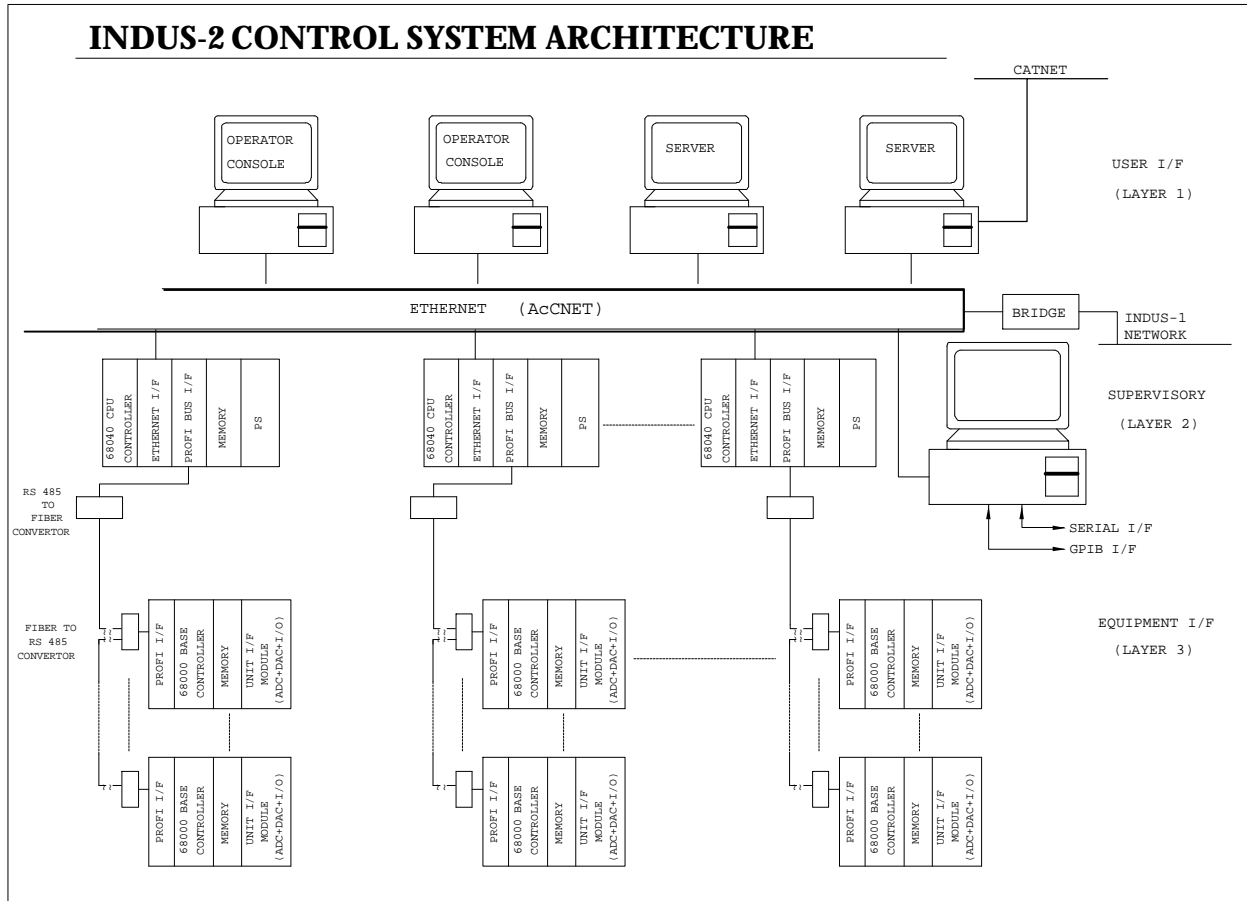 INDUS-2 CONTROL SYSTEM ARCHITECTURE
CATNET
OPERATOR
CONSOLE
OPERATOR
CONSOLE
SERVER
SERVER
USER I/F
(LAYER 1)
ETHERNET (AcCNET)
BRIDGE
INDUS-1
NETWORK
68040 CPU
CONTROLLER
ETHERNET I/F
PROFI BUS I/F
MEMORY
PS
68040 CPU
CONTROLLER
ETHERNET I/F
PROFI BUS I/F
MEMORY
PS
68040 CPU
CONTROLLER
ETHERNET I/F
PROFI BUS I/F
MEMORY
PS
SUPERVISORY
(LAYER 2)
RS 485
TO
FIBER
CONVERTOR
SERIAL I/F
GPIB I/F
FIBER TO
RS 485
CONVERTOR
PROFI I/F
68000 BASE
CONTROLLER
MEMORY
UNIT I/F
MODULE
(ADC+DAC+I/O)
PROFI I/F
68000 BASE
CONTROLLER
MEMORY
UNIT I/F
MODULE
(ADC+DAC+I/O)
PROFI I/F
68000 BASE
CONTROLLER
MEMORY
UNIT I/F
MODULE
(ADC+DAC+I/O)
EQUIPMENT I/F
(LAYER 3)
PROFI I/F
68000 BASE
CONTROLLER
MEMORY
UNIT I/F
MODULE
(ADC+DAC+I/O)
PROFI I/F
68000 BASE
CONTROLLER
MEMORY
UNIT I/F
MODULE
(ADC+DAC+I/O)
PROFI I/F
68000 BASE
CONTROLLER
MEMORY
UNIT I/F
MODULE
(ADC+DAC+I/O)